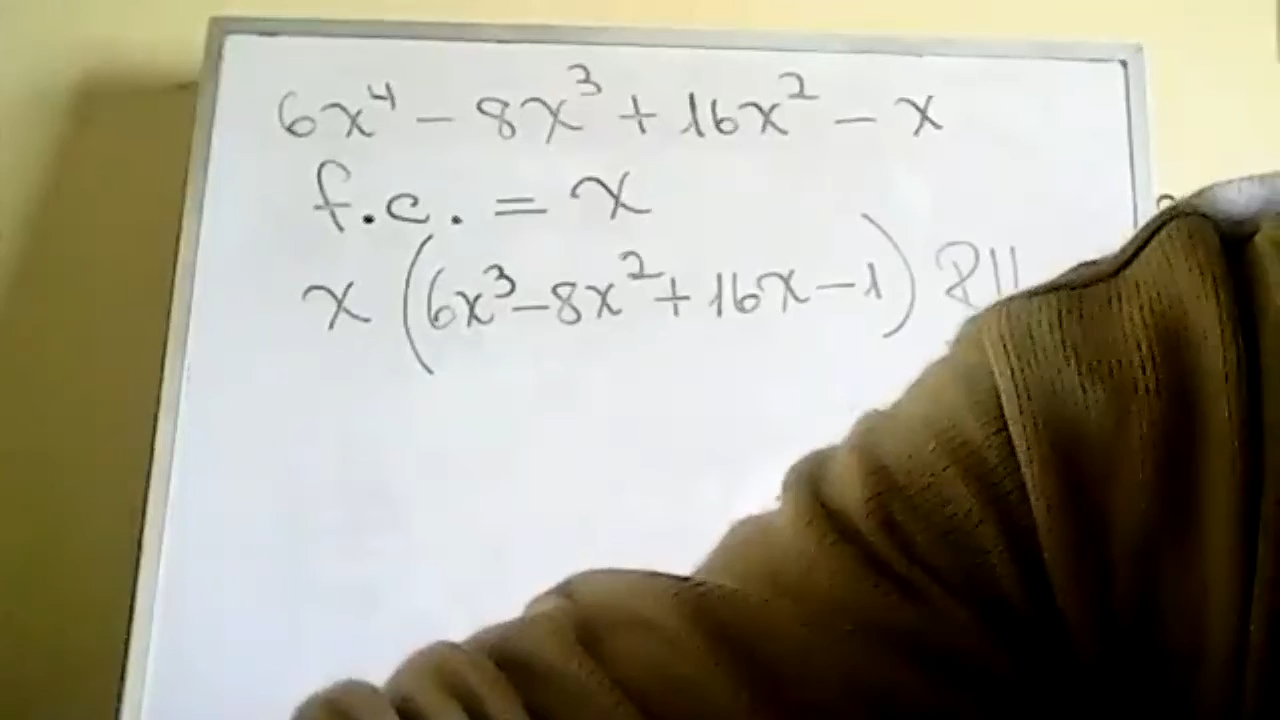 6x⁴ - 8x³ + 16x² - x
f.c. = x
x (6x³ - 8x² + 16x - 1) R//